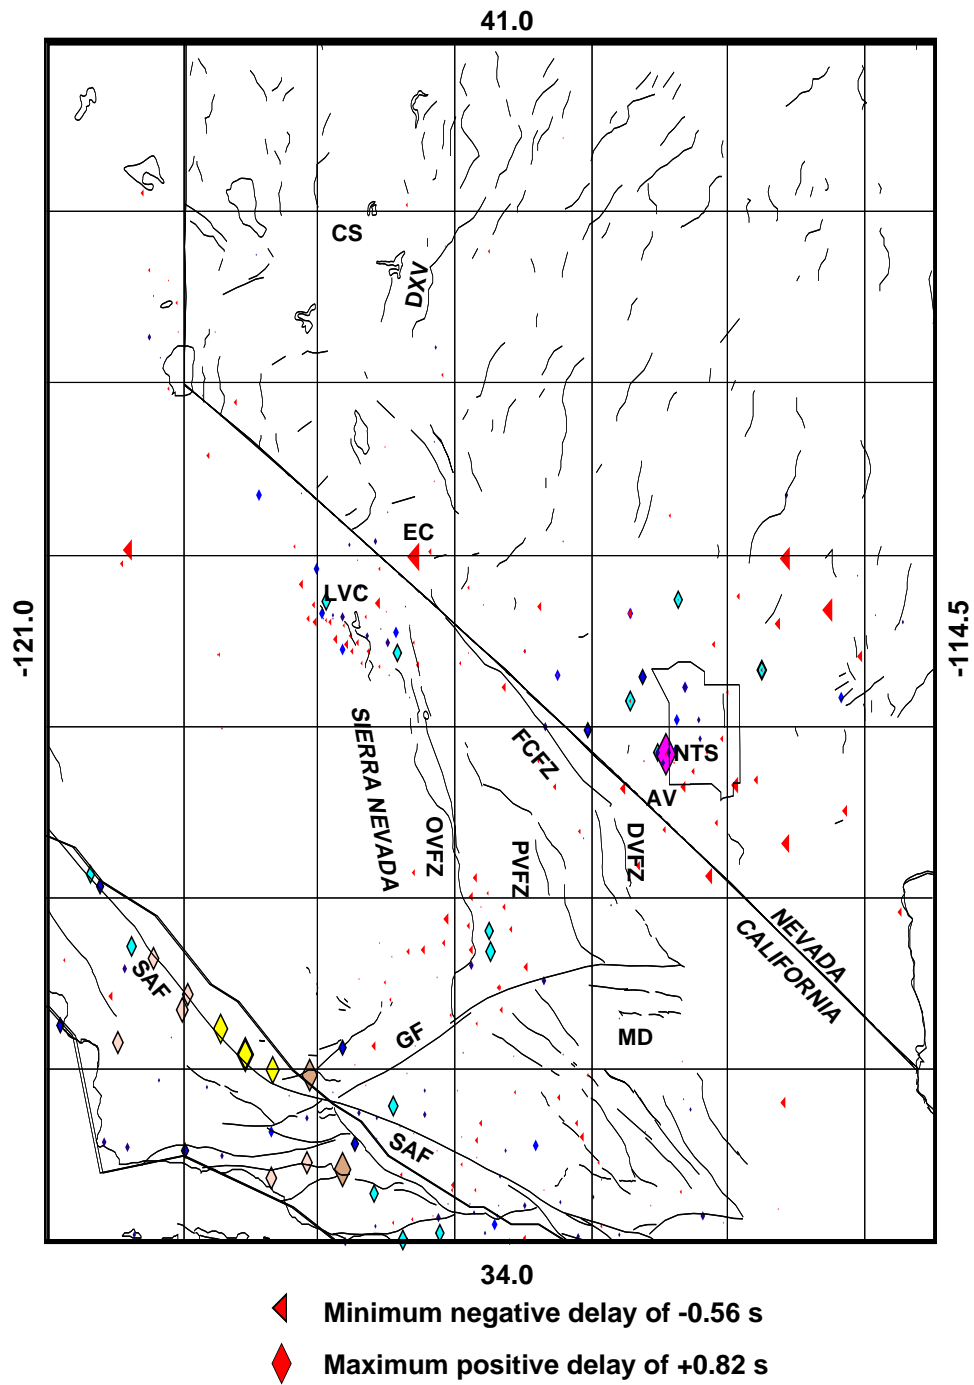 41.0
CS
DXV
EC
LVC
-121.0
-114.5
SIERRA NEVADA
FCFZ
NTS
AV
OVFZ
PVFZ
DVFZ
NEVADA
CALIFORNIA
SAF
GF
MD
SAF
34.0
Minimum negative delay of -0.56 s
Maximum positive delay of +0.82 s